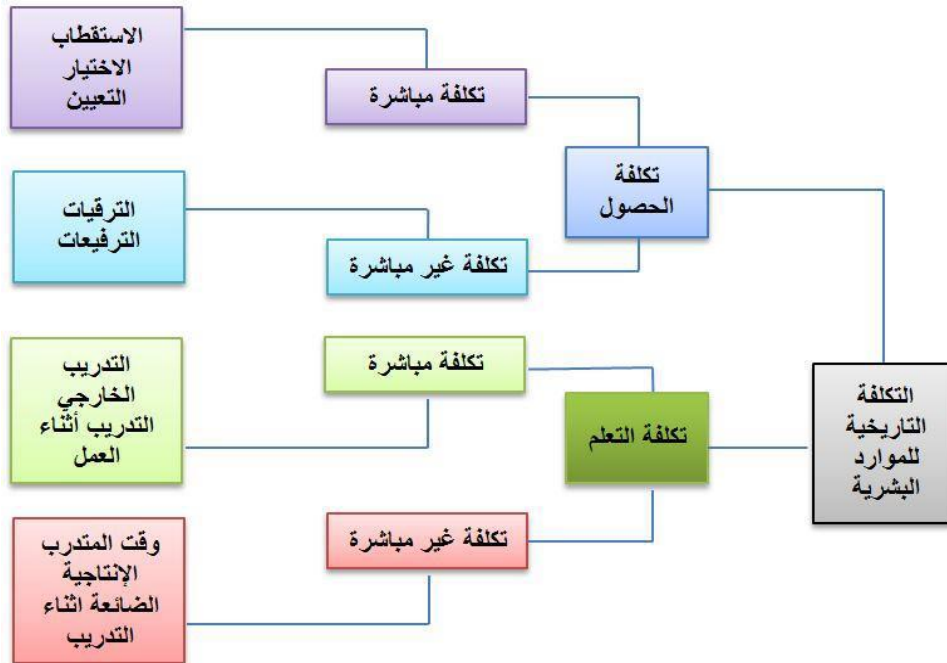 التكلفة
التاريخية
للموارد
البشرية
تكلفة
الحصول
تكلفة مباشرة
الاستقطاب
الاختيار
التعيين
تكلفة غير مباشرة
الترقيات
الترفيعات
تكلفة التعلم
تكلفة مباشرة
التدريب
الخارجي
التدريب أثناء
العمل
تكلفة غير مباشرة
وقت المتدرب
الإنتاجية
الضائعة اثناء
التدريب